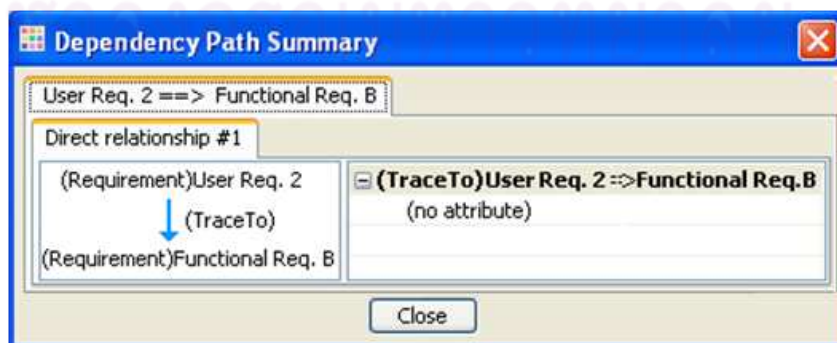 Dependency Path Summary
User Req. 2 ==> Functional Req. B
Direct relationship #1
(Requirement)User Req. 2
(TraceTo)
(Requirement)Functional Req. B
(TraceTo)User Req. 2 =>Functional Req.B
(no attribute)
Close